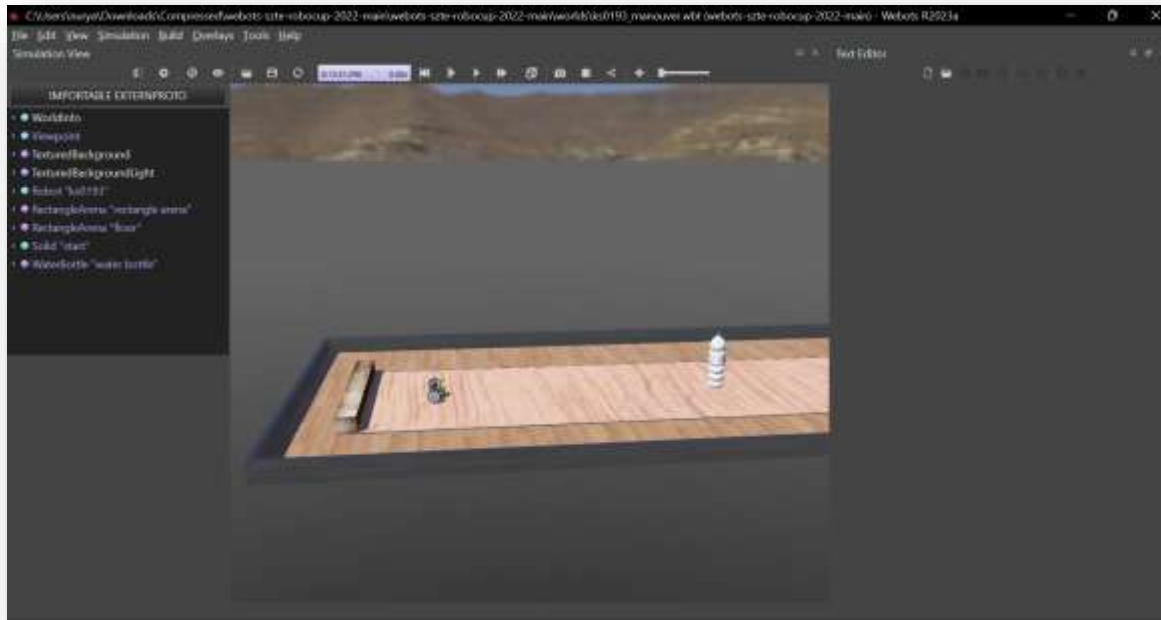 C:\Users\nurya\Downloads\Compressed\webots-szte-robocup-2022-main\webots-szte-robocup-2022-main\worlds\ks0193_manouver.wbt (webots-szte-robocup-2022-main) - Webots R2023a
File Edit View Simulation Build Overlays Tools Help
Simulation View
Text Editor
IMPORTABLE EXTERNPROTO
WorldInfo
Viewpoint
TexturedBackground
TexturedBackgroundLight
Robot "ks0193"
RectangleArena "rectangle arena"
RectangleArena "floor"
Solid "start"
WaterBottle "water bottle"